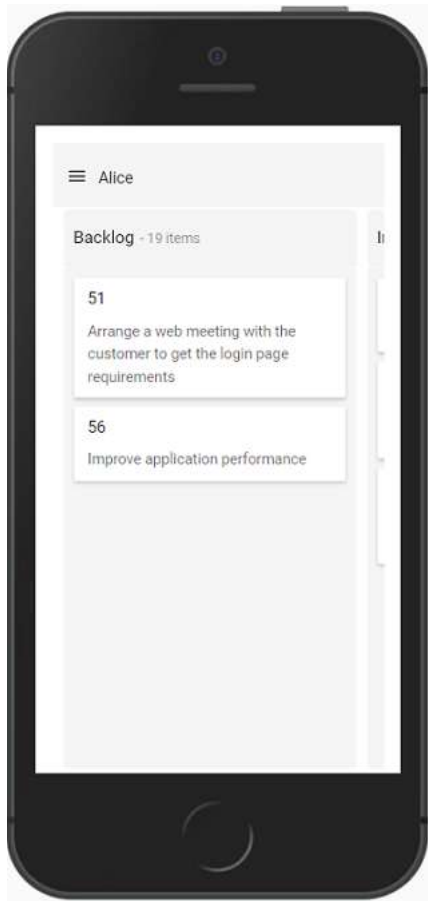 Alice
Backlog - 19 items
51
Arrange a web meeting with the
customer to get the login page
requirements
56
Improve application performance